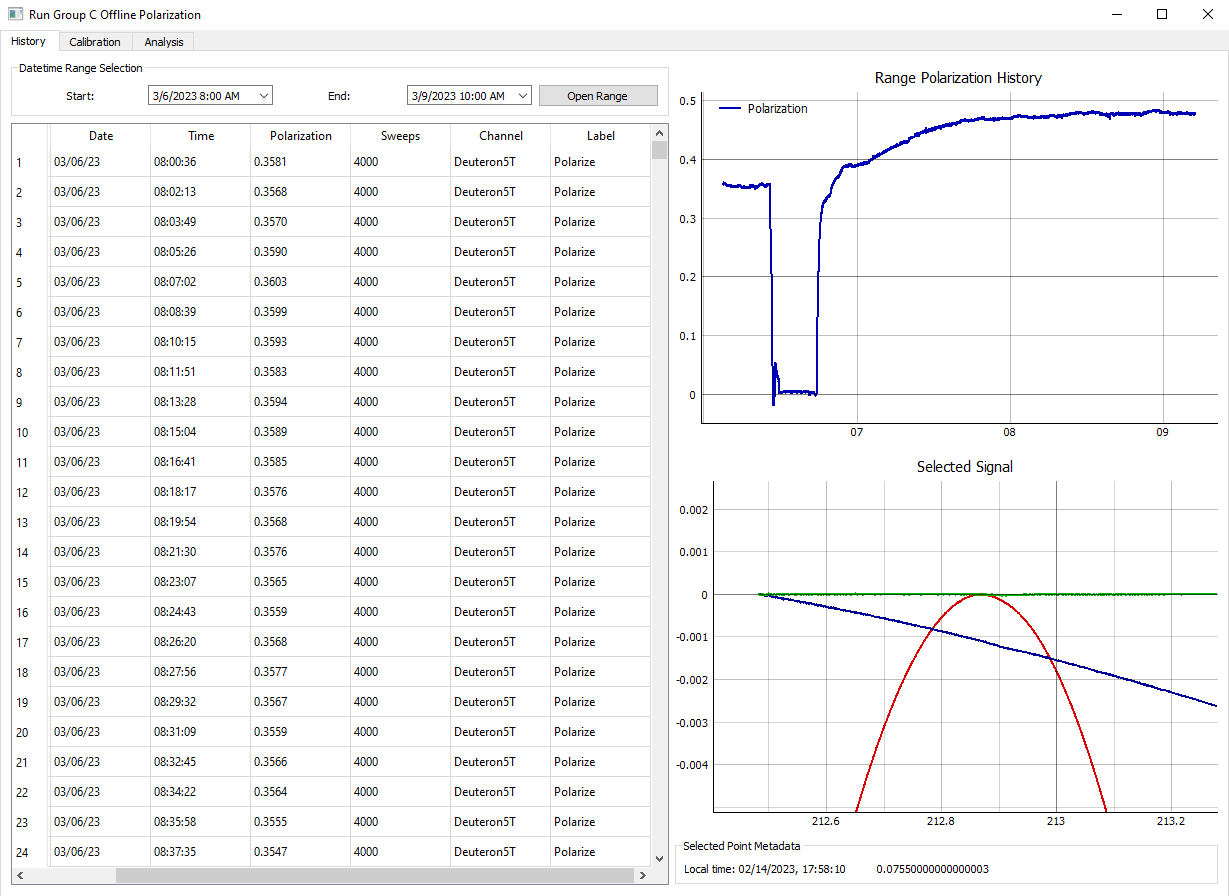 Run Group C Offline Polarization
History Calibration Analysis
Datetime Range Selection
Start: 3/6/2023 8:00 AM End: 3/9/2023 10:00 AM Open Range
Date Time Polarization Sweeps Channel Label
1 03/06/23 08:00:36 0.3581 4000 Deuteron5T Polarize
2 03/06/23 08:02:13 0.3568 4000 Deuteron5T Polarize
3 03/06/23 08:03:49 0.3570 4000 Deuteron5T Polarize
4 03/06/23 08:05:26 0.3590 4000 Deuteron5T Polarize
5 03/06/23 08:07:02 0.3603 4000 Deuteron5T Polarize
6 03/06/23 08:08:39 0.3599 4000 Deuteron5T Polarize
7 03/06/23 08:10:15 0.3593 4000 Deuteron5T Polarize
8 03/06/23 08:11:51 0.3583 4000 Deuteron5T Polarize
9 03/06/23 08:13:28 0.3594 4000 Deuteron5T Polarize
10 03/06/23 08:15:04 0.3589 4000 Deuteron5T Polarize
11 03/06/23 08:16:41 0.3585 4000 Deuteron5T Polarize
12 03/06/23 08:18:17 0.3576 4000 Deuteron5T Polarize
13 03/06/23 08:19:54 0.3568 4000 Deuteron5T Polarize
14 03/06/23 08:21:30 0.3576 4000 Deuteron5T Polarize
15 03/06/23 08:23:07 0.3565 4000 Deuteron5T Polarize
16 03/06/23 08:24:43 0.3559 4000 Deuteron5T Polarize
17 03/06/23 08:26:20 0.3568 4000 Deuteron5T Polarize
18 03/06/23 08:27:56 0.3577 4000 Deuteron5T Polarize
19 03/06/23 08:29:32 0.3567 4000 Deuteron5T Polarize
20 03/06/23 08:31:09 0.3559 4000 Deuteron5T Polarize
21 03/06/23 08:32:45 0.3566 4000 Deuteron5T Polarize
22 03/06/23 08:34:22 0.3564 4000 Deuteron5T Polarize
23 03/06/23 08:35:58 0.3555 4000 Deuteron5T Polarize
24 03/06/23 08:37:35 0.3547 4000 Deuteron5T Polarize
Range Polarization History
Polarization
0.5
0.4
0.3
0.2
0.1
0
07 08 09
Selected Signal
0.002
0.001
0
-0.001
-0.002
-0.003
-0.004
212.6 212.8 213 213.2
Selected Point Metadata
Local time: 02/14/2023, 17:58:10 0.07550000000000003